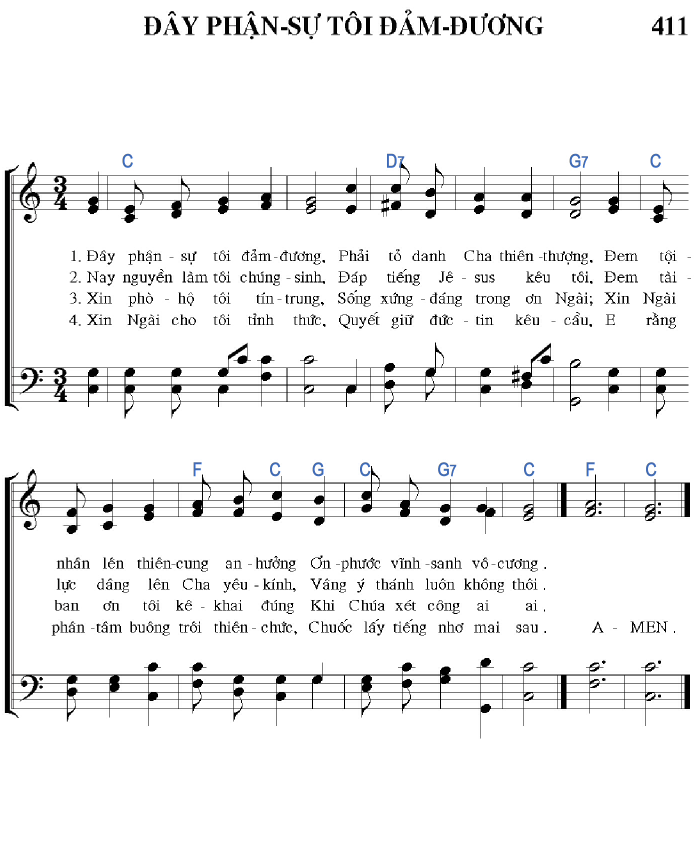 ĐÂY PHẬN-SỰ TÔI ĐẢM-ĐƯƠNG 411
C D7 G7 C
3 4
1. Đây phận - sự tôi đảm-đương, Phải tỏ danh Cha thiên-thượng, Đem tội -
2. Nay nguyền làm tôi chúng-sinh, Đáp tiếng Jê-sus kêu tôi, Đem tài -
3. Xin phò - hộ tôi tín-trung, Sống xứng-đáng trong ơn Ngài; Xin Ngài
4. Xin Ngài cho tôi tỉnh thức, Quyết giữ đức-tin kêu-cầu, E rằng
3 4
F C G C G7 C F C
nhân lên thiên-cung an-hưởng Ơn-phước vĩnh-sanh vô-cương.
lực dâng lên Cha yêu-kính, Vâng ý thánh luôn không thôi.
ban ơn tôi kê-khai đúng Khi Chúa xét công ai ai.
phàn-tâm buông trôi thiên-chức, Chuốc lấy tiếng nhơ mai sau. A-MEN.